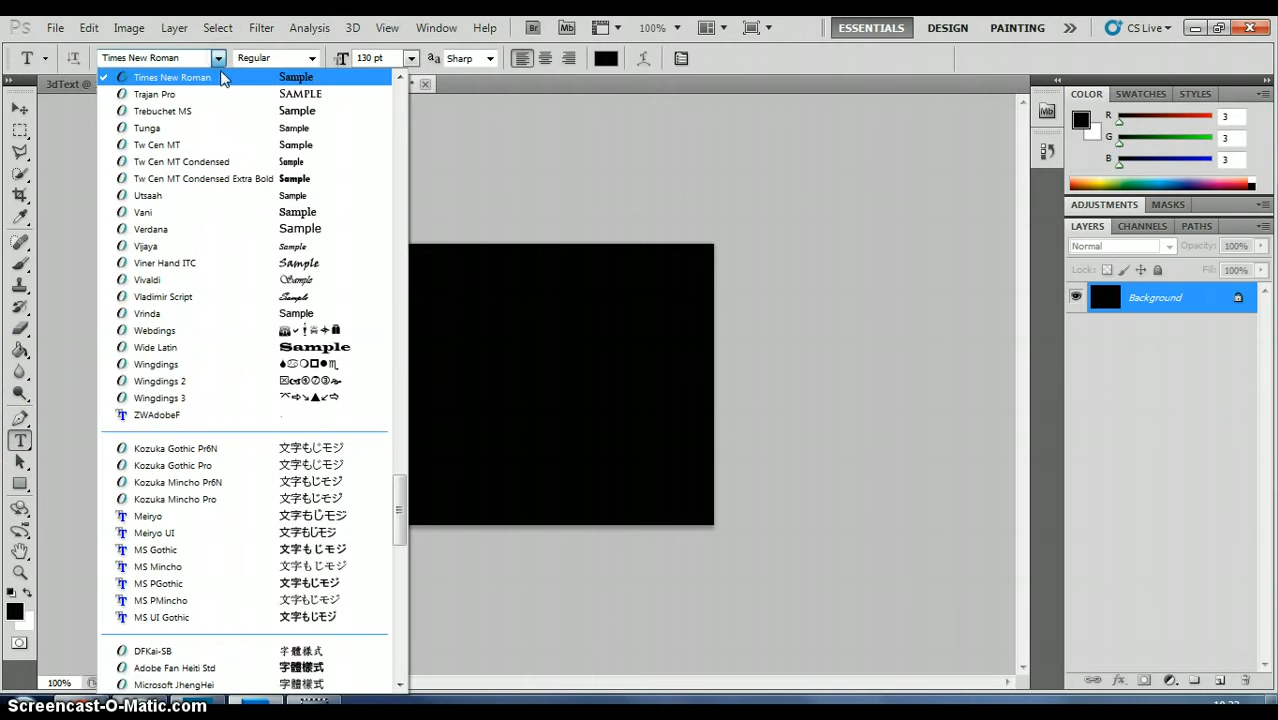 Ps File Edit Image Layer Select Filter Analysis 3D View Window Help Br Mb 100% ESSENTIALS DESIGN PAINTING CS Live
T Times New Roman Regular 130 pt Sharp
3dText @
Times New Roman Sample
Trajan Pro SAMPLE
Trebuchet MS Sample
Tunga Sample
Tw Cen MT Sample
Tw Cen MT Condensed Sample
Tw Cen MT Condensed Extra Bold Sample
Utsaah Sample
Vani Sample
Verdana Sample
Vijaya Sample
Viner Hand ITC Sample
Vivaldi Sample
Vladimir Script Sample
Vrinda Sample
Webdings
Wide Latin Sample
Wingdings
Wingdings 2
Wingdings 3
ZWAdobeF
Kozuka Gothic Pr6N 文字もじモジ
Kozuka Gothic Pro 文字もじモジ
Kozuka Mincho Pr6N 文字もじモジ
Kozuka Mincho Pro 文字もじモジ
Meiryo 文字もじモジ
Meiryo UI 文字もじモジ
MS Gothic 文字もじモジ
MS Mincho 文字もじモジ
MS PGothic 文字もじモジ
MS PMincho 文字もじモジ
MS UI Gothic 文字もじモジ
DFKai-SB 字體樣式
Adobe Fan Heiti Std 字體樣式
Microsoft JhengHei 字體樣式
COLOR SWATCHES STYLES
Mb
R 3
G 3
B 3
ADJUSTMENTS MASKS
LAYERS CHANNELS PATHS
Normal Opacity: 100%
Lock: Fill: 100%
Background
100%
Screencast-O-Matic.com